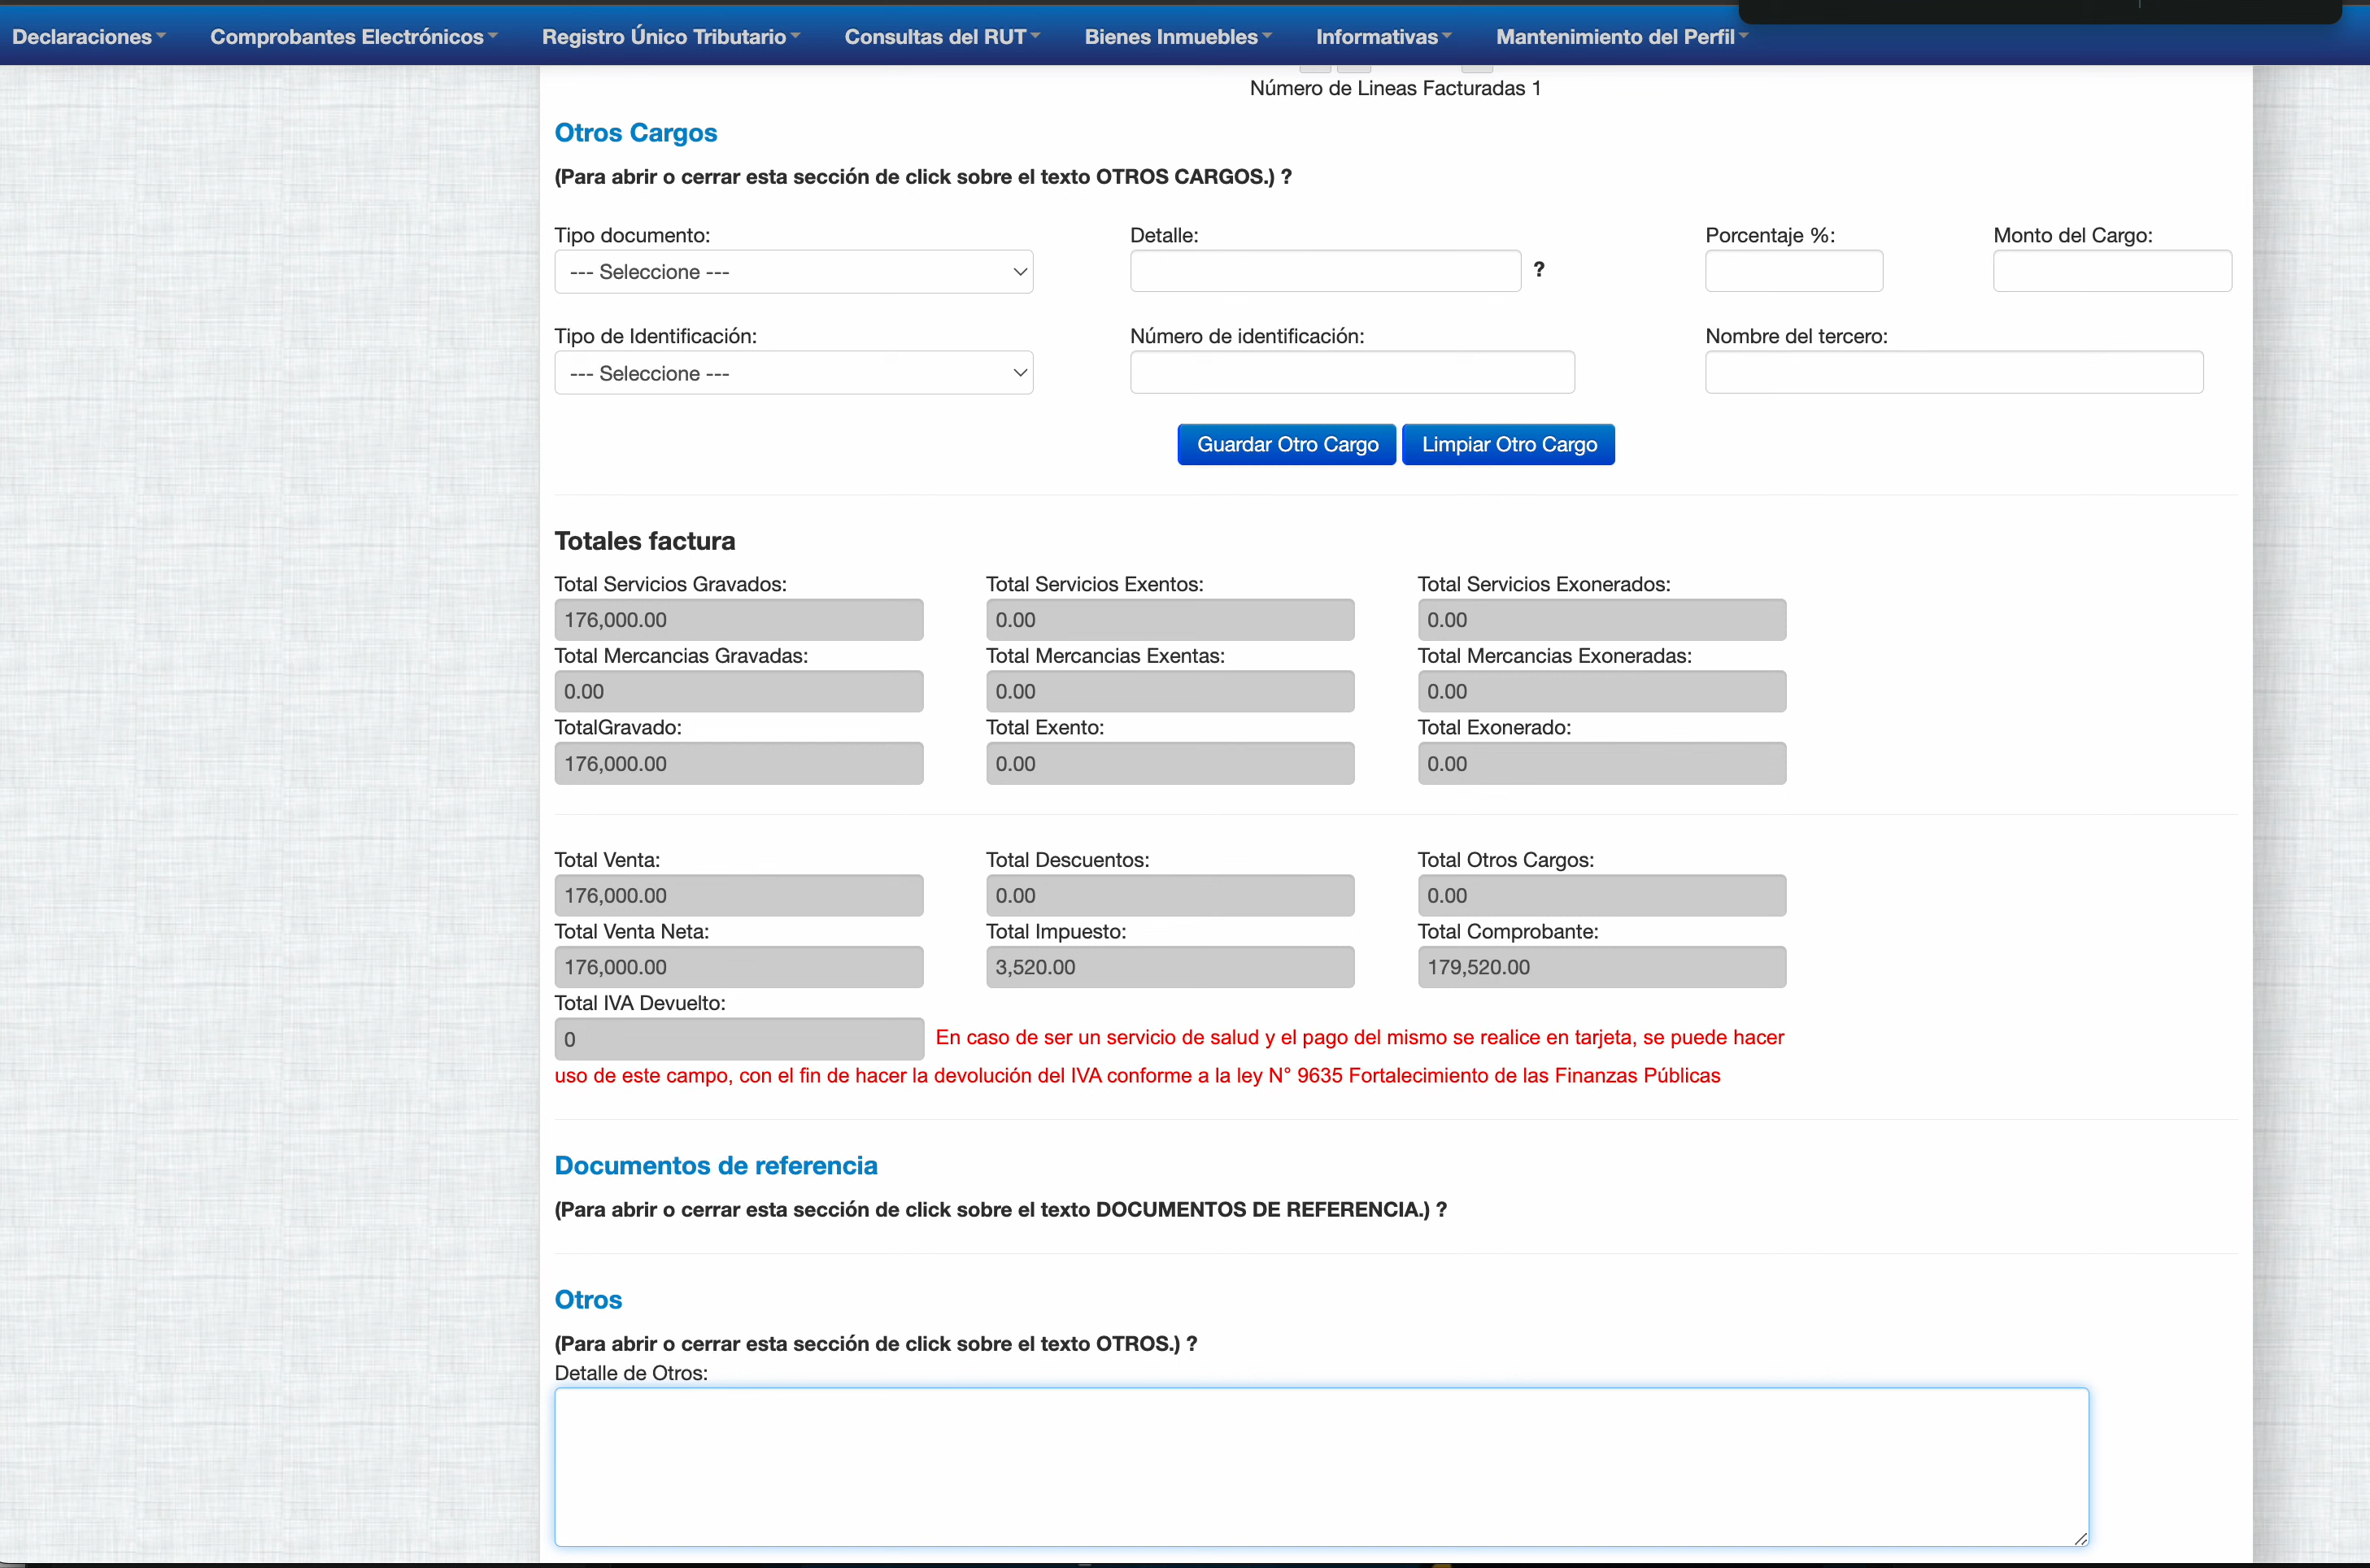 Declaraciones Comprobantes Electrónicos Registro Único Tributario Consultas del RUT Bienes Inmuebles Informativas Mantenimiento del Perfil
Número de Lineas Facturadas 1
Otros Cargos
(Para abrir o cerrar esta sección de click sobre el texto OTROS CARGOS.) ?
Tipo documento: Detalle: Porcentaje %: Monto del Cargo:
--- Seleccione --- ?
Tipo de Identificación: Número de identificación: Nombre del tercero:
--- Seleccione ---
Guardar Otro Cargo Limpiar Otro Cargo
Totales factura
Total Servicios Gravados: Total Servicios Exentos: Total Servicios Exonerados:
176,000.00 0.00 0.00
Total Mercancias Gravadas: Total Mercancias Exentas: Total Mercancias Exoneradas:
0.00 0.00 0.00
TotalGravado: Total Exento: Total Exonerado:
176,000.00 0.00 0.00
Total Venta: Total Descuentos: Total Otros Cargos:
176,000.00 0.00 0.00
Total Venta Neta: Total Impuesto: Total Comprobante:
176,000.00 3,520.00 179,520.00
Total IVA Devuelto:
0 En caso de ser un servicio de salud y el pago del mismo se realice en tarjeta, se puede hacer
uso de este campo, con el fin de hacer la devolución del IVA conforme a la ley N° 9635 Fortalecimiento de las Finanzas Públicas
Documentos de referencia
(Para abrir o cerrar esta sección de click sobre el texto DOCUMENTOS DE REFERENCIA.) ?
Otros
(Para abrir o cerrar esta sección de click sobre el texto OTROS.) ?
Detalle de Otros: